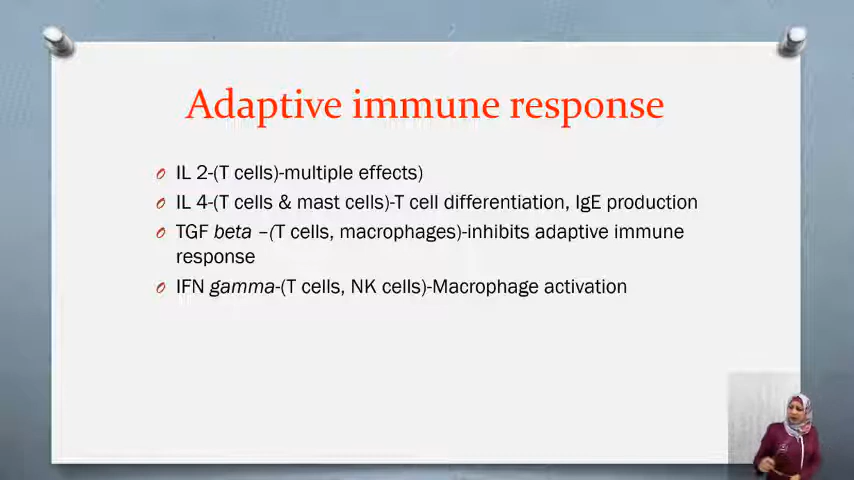 Adaptive immune response
IL 2-(T cells)-multiple effects)
IL 4-(T cells & mast cells)-T cell differentiation, IgE production
TGF beta –(T cells, macrophages)-inhibits adaptive immune
response
IFN gamma-(T cells, NK cells)-Macrophage activation